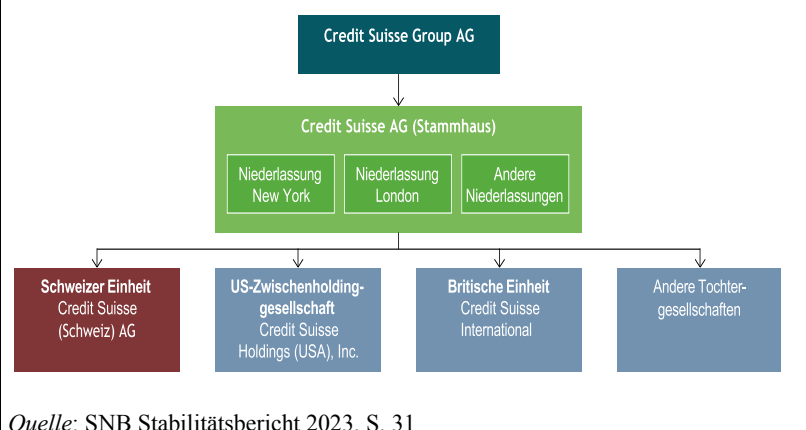 Credit Suisse Group AG
Credit Suisse AG (Stammhaus)
Niederlassung
New York
Niederlassung
London
Andere
Niederlassungen
Schweizer Einheit
Credit Suisse
(Schweiz) AG
US-Zwischenholding-
gesellschaft
Credit Suisse
Holdings (USA), Inc.
Britische Einheit
Credit Suisse
International
Andere Tochter-
gesellschaften
Quelle: SNB Stabilitätsbericht 2023, S. 31